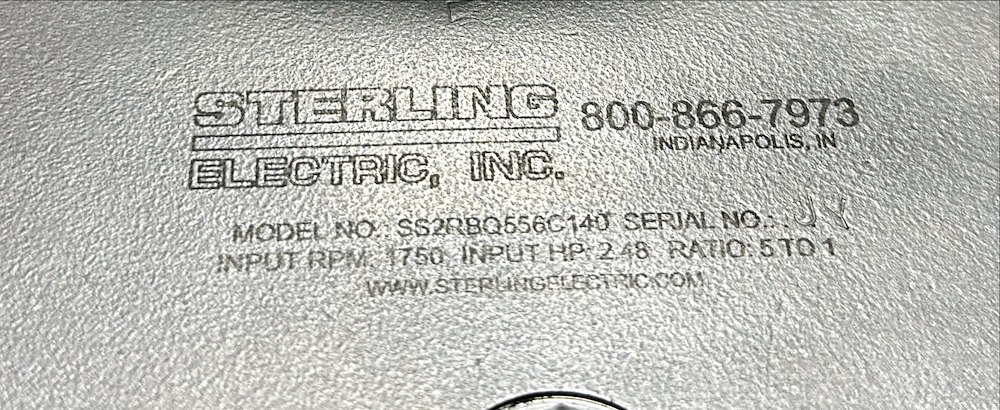 STERLING
ELECTRIC, INC.
800-866-7973
INDIANAPOLIS, IN
MODEL NO.: SS2RBQ556C140 SERIAL NO.:
INPUT RPM: 1750 INPUT HP: 2.48 RATIO: 5 TO 1
WWW.STERLINGELECTRIC.COM